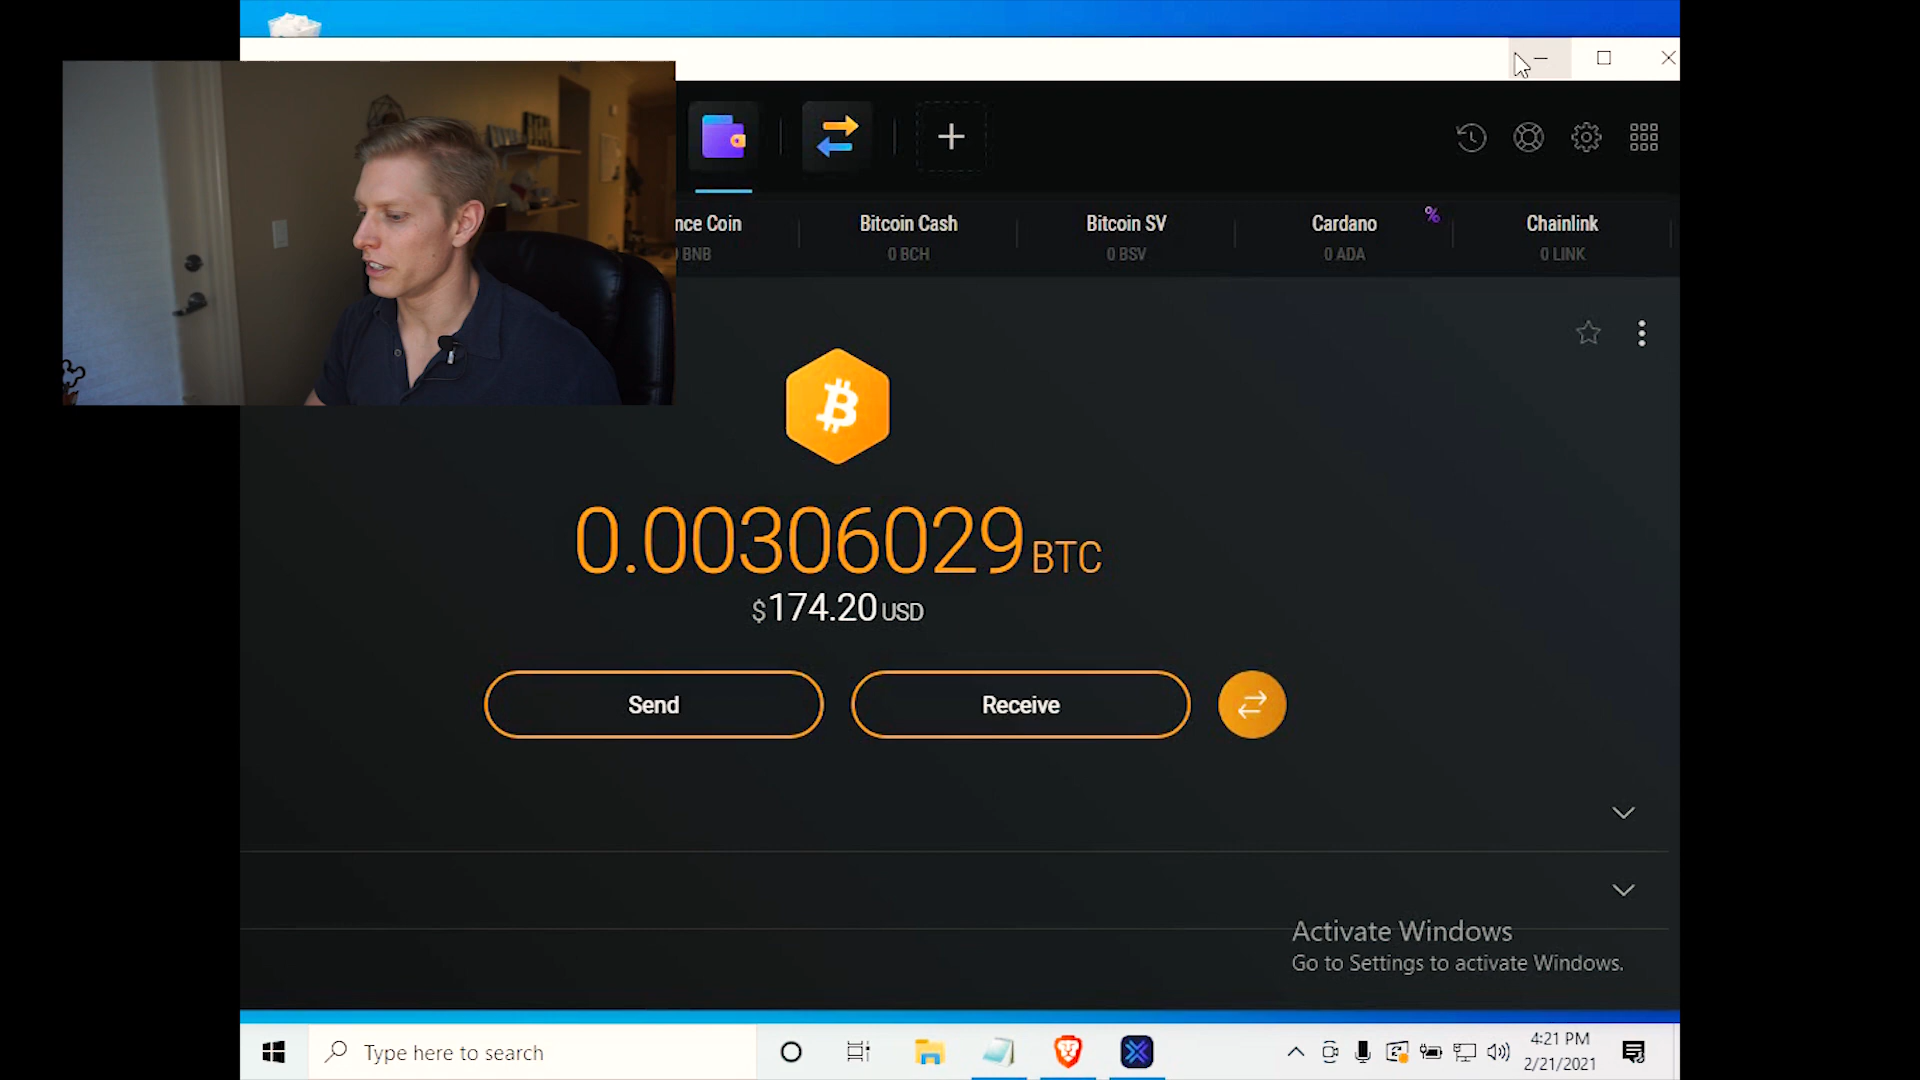 nce Coin
BNB
Bitcoin Cash
0 BCH
Bitcoin SV
0 BSV
Cardano
0 ADA
%
Chainlink
0 LINK
0.00306029 BTC
$174.20 USD
Send
Receive
Activate Windows
Go to Settings to activate Windows.
Type here to search
4:21 PM
2/21/2021